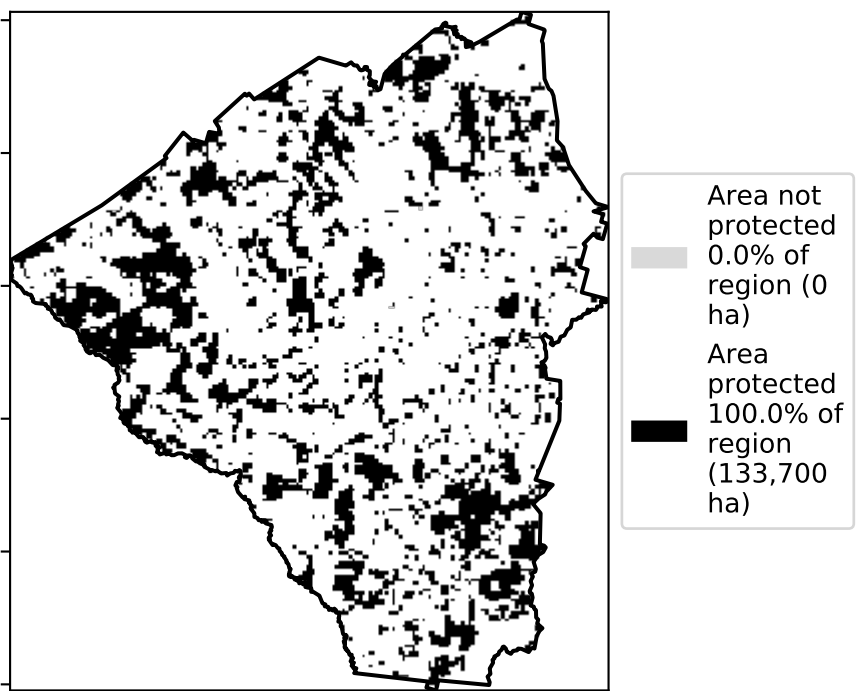 Area not
protected
0.0% of
region (0
ha)
Area
protected
100.0% of
region
(133,700
ha)